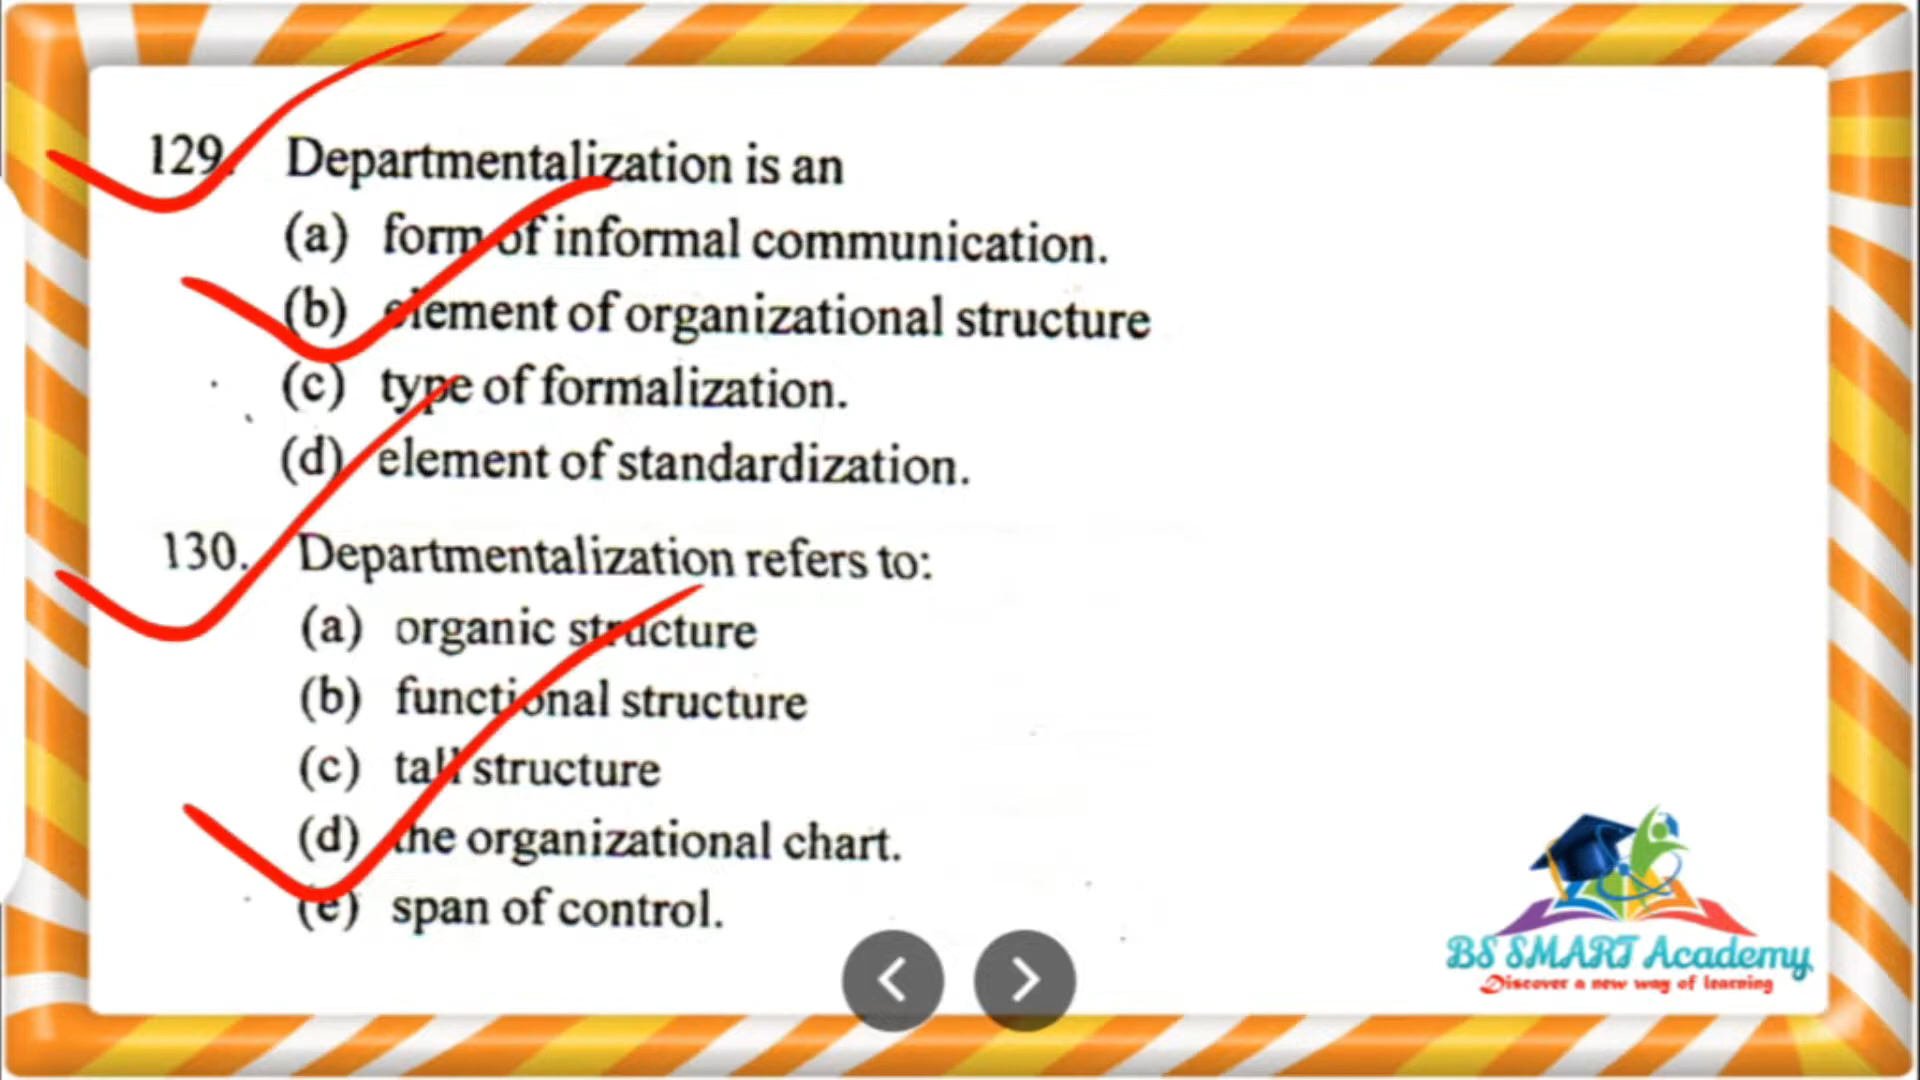 129. Departmentalization is an
(a) form of informal communication.
(b) element of organizational structure
(c) type of formalization.
(d) element of standardization.
130. Departmentalization refers to:
(a) organic structure
(b) functional structure
(c) tall structure
(d) the organizational chart.
(e) span of control.
BS SMART Academy
Discover a new way of learning